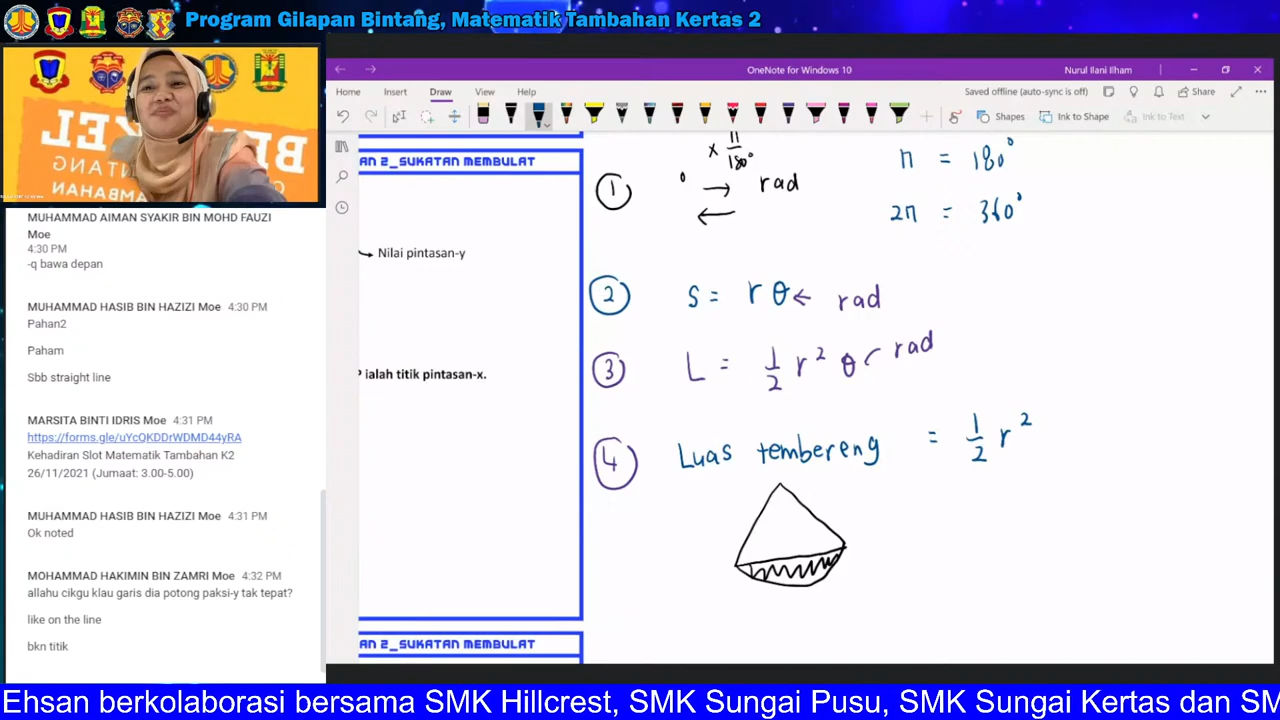 Program Gilapan Bintang, Matematik Tambahan Kertas 2
OneNote for Windows 10
Nurul Ilani Ilham
Home Insert Draw View Help
Saved offline (auto-sync is off)
Share
Shapes
Ink to Shape
Ink to Text
MUHAMMAD AIMAN SYAKIR BIN MOHD FAUZI
Moe
4:30 PM
-q bawa depan
MUHAMMAD HASIB BIN HAZIZI Moe 4:30 PM
Pahan2
Paham
Sbb straight line
MARSITA BINTI IDRIS Moe 4:31 PM
https://forms.gle/uYcQKDDrWDMD44yRA
Kehadiran Slot Matematik Tambahan K2
26/11/2021 (Jumaat: 3.00-5.00)
MUHAMMAD HASIB BIN HAZIZI Moe 4:31 PM
Ok noted
MOHAMMAD HAKIMIN BIN ZAMRI Moe 4:32 PM
allahu cikgu klau garis dia potong paksi-y tak tepat?
like on the line
bkn titik
AN 2_SUKATAN MEMBULAT
Nilai pintasan-y
ialah titik pintasan-x.
AN 2_SUKATAN MEMBULAT
x π/180°
① ° → rad
←
π = 180°
2π = 360°
② s = rθ ← rad
③ L = 1/2 r² θ rad
④ Luas tembereng = 1/2 r²
Ehsan berkolaborasi bersama SMK Hillcrest, SMK Sungai Pusu, SMK Sungai Kertas dan SM